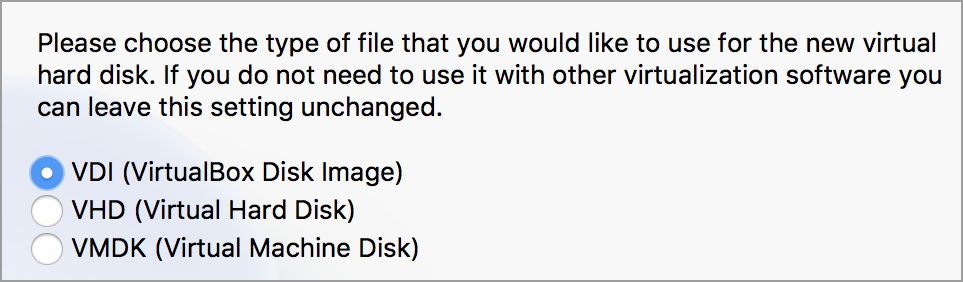 Please choose the type of file that you would like to use for the new virtual
hard disk. If you do not need to use it with other virtualization software you
can leave this setting unchanged.
VDI (VirtualBox Disk Image)
VHD (Virtual Hard Disk)
VMDK (Virtual Machine Disk)